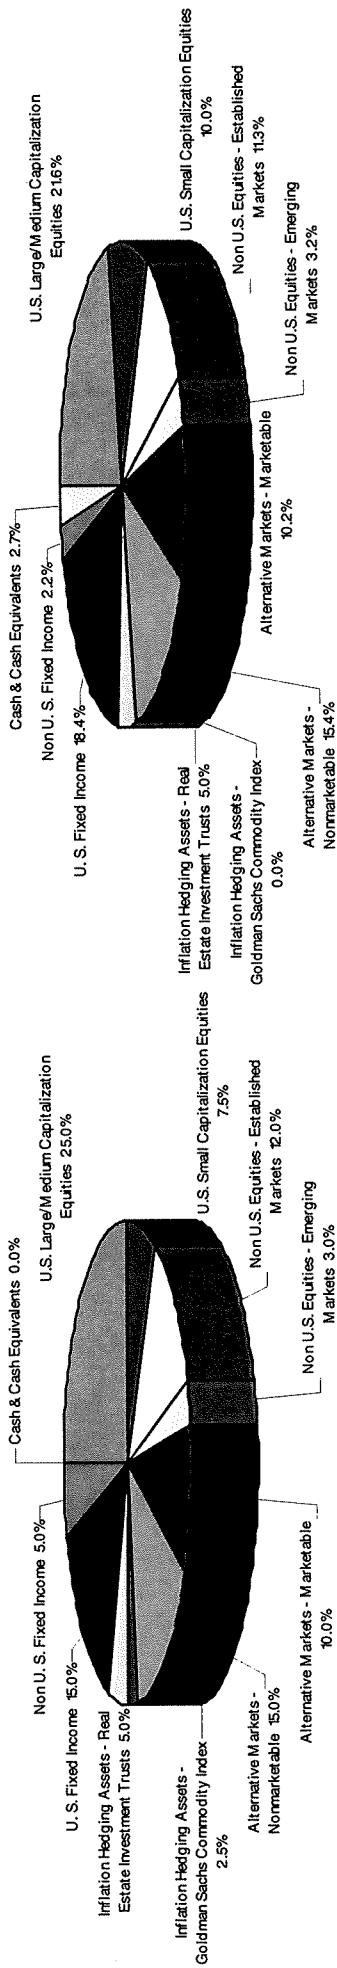 Cash & Cash Equivalents 0.0%
U.S. Large/Medium Capitalization
Equities 25.0%
U.S. Small Capitalization Equities
7.5%
Non U.S. Equities - Established
Markets 12.0%
Non U.S. Equities - Emerging
Markets 3.0%
Alternative Markets - Marketable
10.0%
Alternative Markets -
Nonmarketable 15.0%
Inflation Hedging Assets -
Goldman Sachs Commodity Index
2.5%
Inflation Hedging Assets - Real
Estate Investment Trusts 5.0%
U.S. Fixed Income 15.0%
Non U.S. Fixed Income 5.0%
Cash & Cash Equivalents 2.7%
U.S. Large/Medium Capitalization
Equities 21.6%
U.S. Small Capitalization Equities
10.0%
Non U.S. Equities - Established
Markets 11.3%
Non U.S. Equities - Emerging
Markets 3.2%
Alternative Markets - Marketable
10.2%
Alternative Markets -
Nonmarketable 15.4%
Inflation Hedging Assets -
Goldman Sachs Commodity Index
0.0%
Inflation Hedging Assets - Real
Estate Investment Trusts 5.0%
U.S. Fixed Income 18.4%
Non U.S. Fixed Income 2.2%